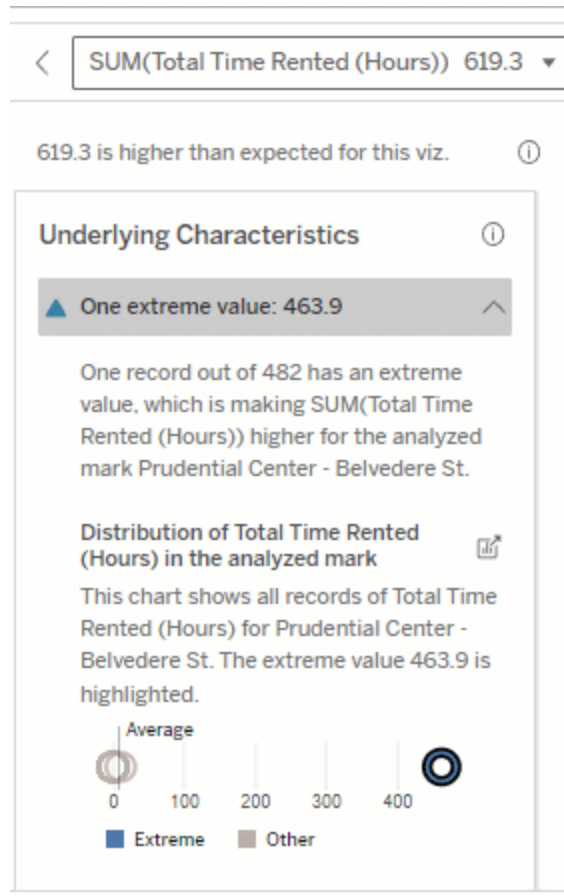 SUM(Total Time Rented (Hours)) 619.3
619.3 is higher than expected for this viz.
Underlying Characteristics
One extreme value: 463.9
One record out of 482 has an extreme
value, which is making SUM(Total Time
Rented (Hours)) higher for the analyzed
mark Prudential Center - Belvedere St.
Distribution of Total Time Rented
(Hours) in the analyzed mark
This chart shows all records of Total Time
Rented (Hours) for Prudential Center -
Belvedere St. The extreme value 463.9 is
highlighted.
Average
0 100 200 300 400
Extreme Other